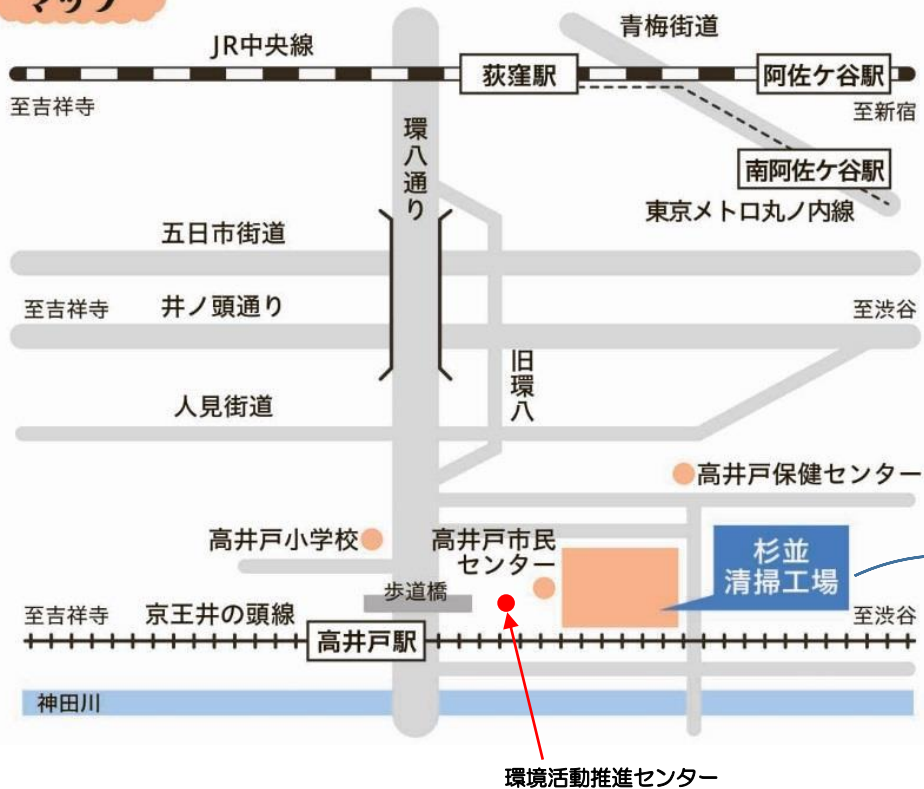 マップ
青梅街道
JR中央線
荻窪駅
阿佐ケ谷駅
至吉祥寺
至新宿
環八通り
南阿佐ケ谷駅
東京メトロ丸ノ内線
五日市街道
至吉祥寺
井ノ頭通り
至渋谷
旧環八
人見街道
高井戸保健センター
高井戸小学校
高井戸市民
センター
杉並
清掃工場
歩道橋
至吉祥寺
京王井の頭線
至渋谷
高井戸駅
神田川
環境活動推進センター